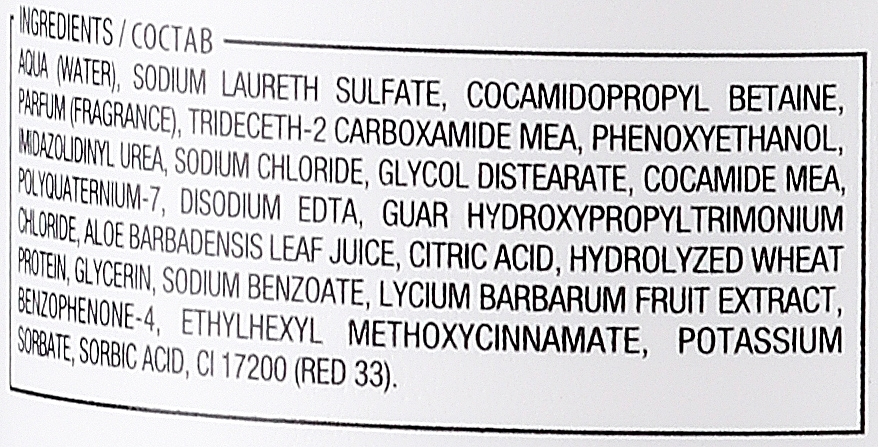 INGREDIENTS / СОСТАВ
AQUA (WATER), SODIUM LAURETH SULFATE, COCAMIDOPROPYL BETAINE,
PARFUM (FRAGRANCE), TRIDECETH-2 CARBOXAMIDE MEA, PHENOXYETHANOL,
IMIDAZOLIDINYL UREA, SODIUM CHLORIDE, GLYCOL DISTEARATE, COCAMIDE MEA,
POLYQUATERNIUM-7, DISODIUM EDTA, GUAR HYDROXYPROPYLTRIMONIUM
CHLORIDE, ALOE BARBADENSIS LEAF JUICE, CITRIC ACID, HYDROLYZED WHEAT
PROTEIN, GLYCERIN, SODIUM BENZOATE, LYCIUM BARBARUM FRUIT EXTRACT,
BENZOPHENONE-4, ETHYLHEXYL METHOXYCINNAMATE, POTASSIUM
SORBATE, SORBIC ACID, CI 17200 (RED 33).